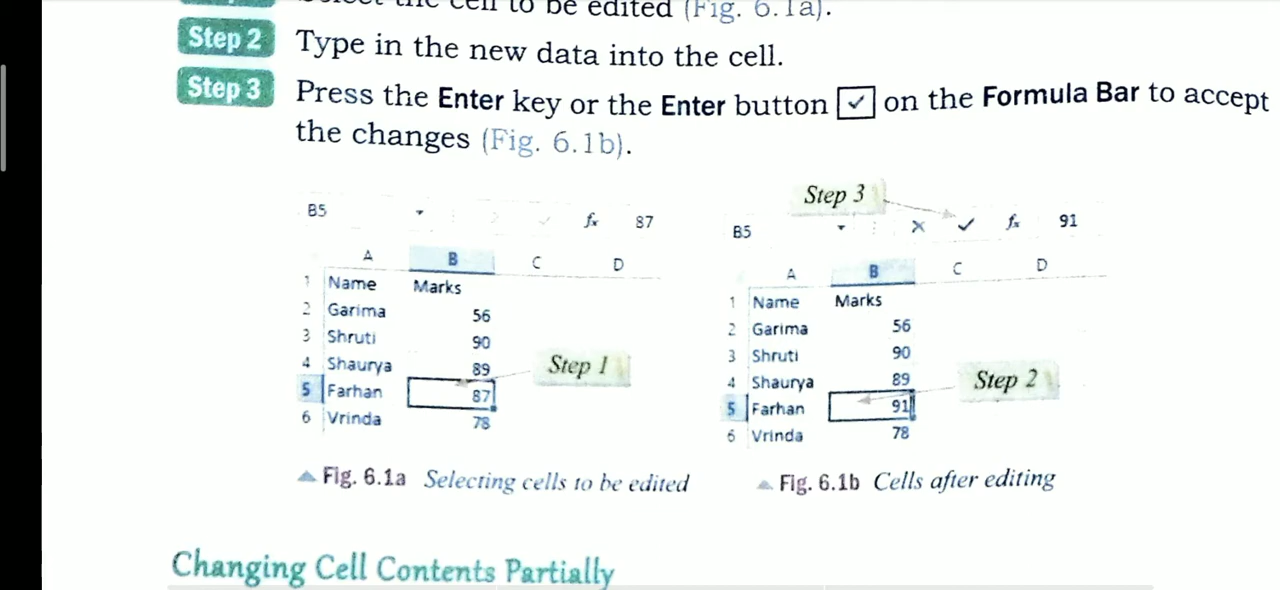 the cell to be edited (Fig. 6.1a).
Step 2 Type in the new data into the cell.
Step 3 Press the Enter key or the Enter button ✓ on the Formula Bar to accept
the changes (Fig. 6.1b).
B5 fx 87
A B C D
1 Name Marks
2 Garima 56
3 Shruti 90
4 Shaurya 89
5 Farhan 87
6 Vrinda 78
Step 1
Fig. 6.1a Selecting cells to be edited
Step 3
B5 × ✓ fx 91
A B C D
1 Name Marks
2 Garima 56
3 Shruti 90
4 Shaurya 89
5 Farhan 91
6 Vrinda 78
Step 2
Fig. 6.1b Cells after editing
Changing Cell Contents Partially